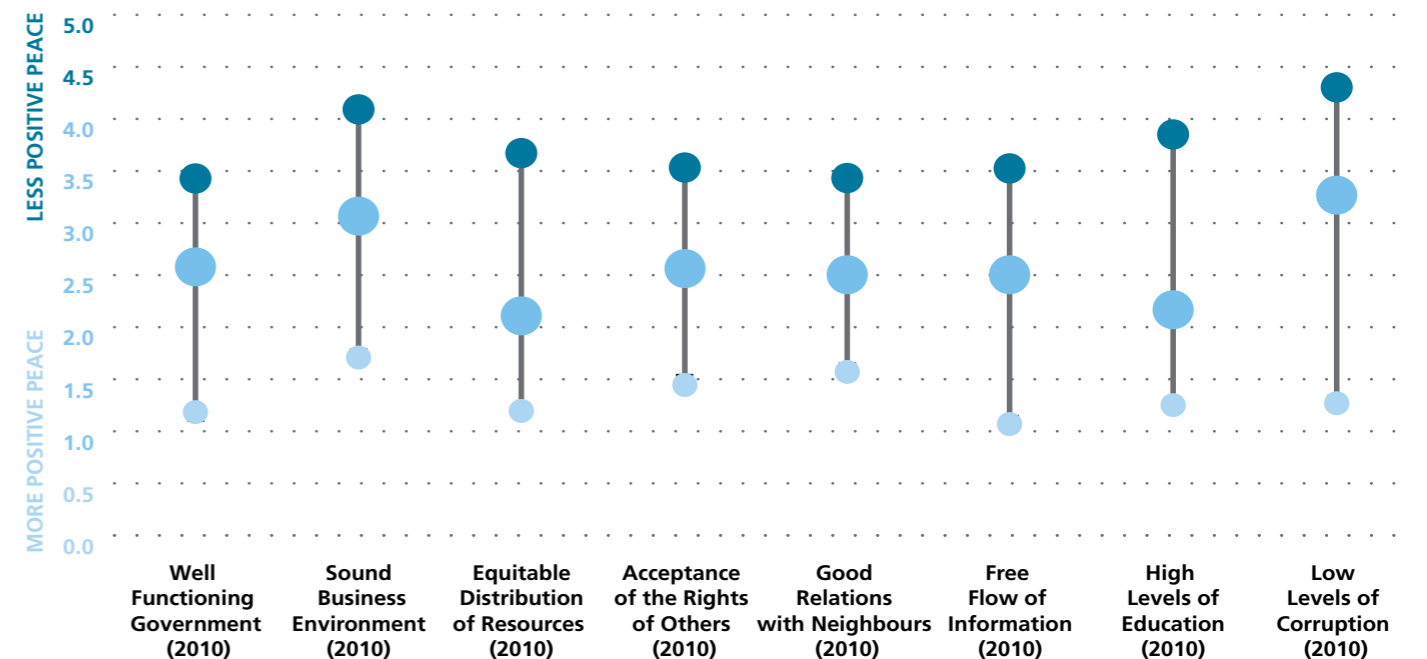 LESS POSITIVE PEACE
MORE POSITIVE PEACE
5.0
4.5
4.0
3.5
3.0
2.5
2.0
1.5
1.0
0.5
0.0
Well
Functioning
Government
(2010)
Sound
Business
Environment
(2010)
Equitable
Distribution
of Resources
(2010)
Acceptance
of the Rights
of Others
(2010)
Good
Relations
with Neighbours
(2010)
Free
Flow of
Information
(2010)
High
Levels of
Education
(2010)
Low
Levels of
Corruption
(2010)